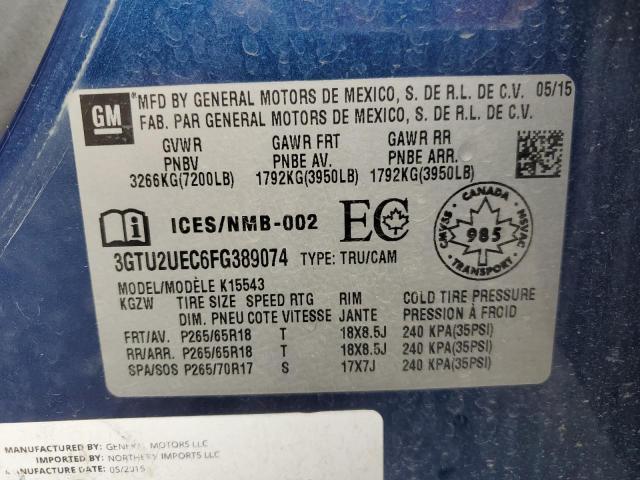 GM
*MFD BY GENERAL MOTORS DE MEXICO, S. DE R.L. DE C.V. 05/15
FAB. PAR GENERAL MOTORS DE MEXICO, S. DE R.L. DE C.V.
GVWR GAWR FRT GAWR RR
PNBV PNBE AV. PNBE ARR.
3266KG(7200LB) 1792KG(3950LB) 1792KG(3950LB)
i ICES/NMB-002 EC
CANADA
CMVSS 985 NSVAC
TRANSPORT
3GTU2UEC6FG389074 TYPE: TRU/CAM
MODEL/MODÈLE K15543
KGZW TIRE SIZE SPEED RTG RIM COLD TIRE PRESSURE
DIM. PNEU COTE VITESSE JANTE PRESSION À FROID
FRT/AV. P265/65R18 T 18X8.5J 240 KPA(35PSI)
RR/ARR. P265/65R18 T 18X8.5J 240 KPA(35PSI)
SPA/SOS P265/70R17 S 17X7J 240 KPA(35PSI)
MANUFACTURED BY: GENERAL MOTORS LLC
IMPORTED BY: NORTHERN IMPORTS LLC
MANUFACTURE DATE: 05/2015